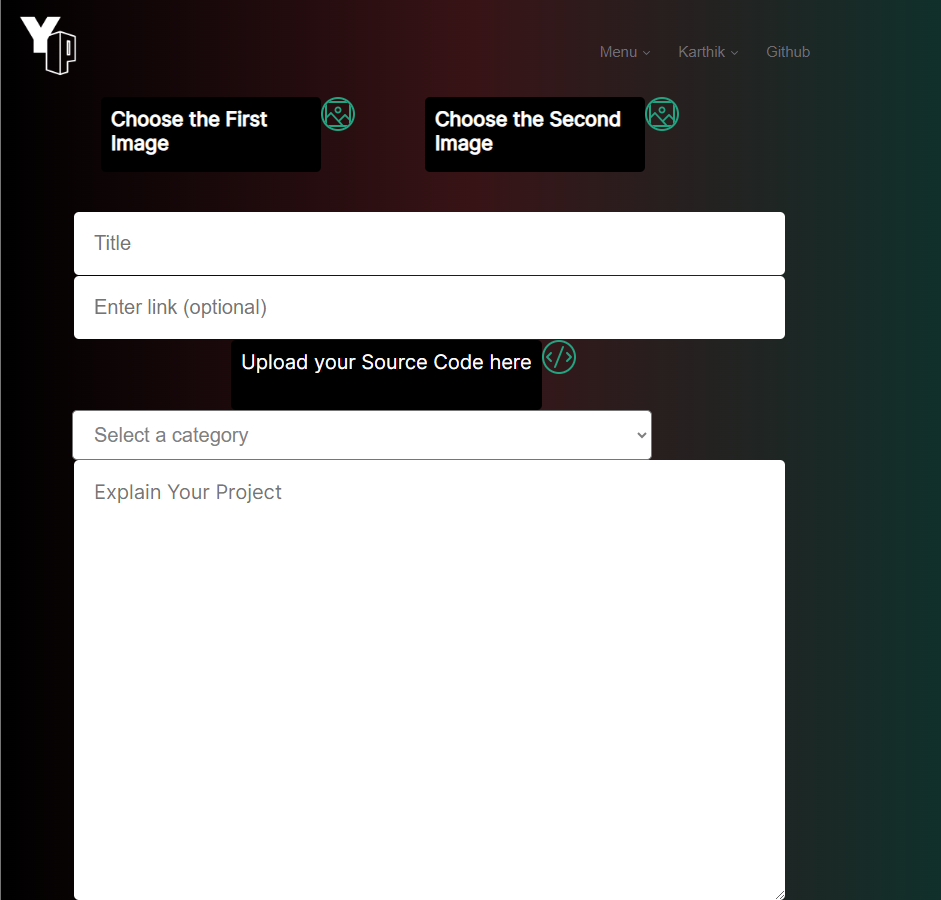 YP
Menu
Karthik
Github
Choose the First
Image
Choose the Second
Image
Title
Enter link (optional)
Upload your Source Code here
Select a category
Explain Your Project